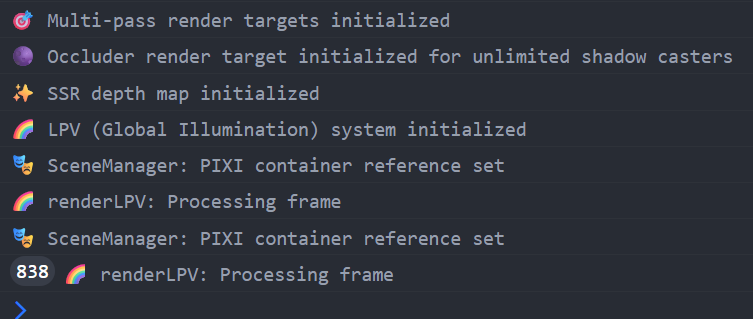 🎯 Multi-pass render targets initialized
🟣 Occluder render target initialized for unlimited shadow casters
✨ SSR depth map initialized
🌈 LPV (Global Illumination) system initialized
🎭 SceneManager: PIXI container reference set
🌈 renderLPV: Processing frame
🎭 SceneManager: PIXI container reference set
838 🌈 renderLPV: Processing frame